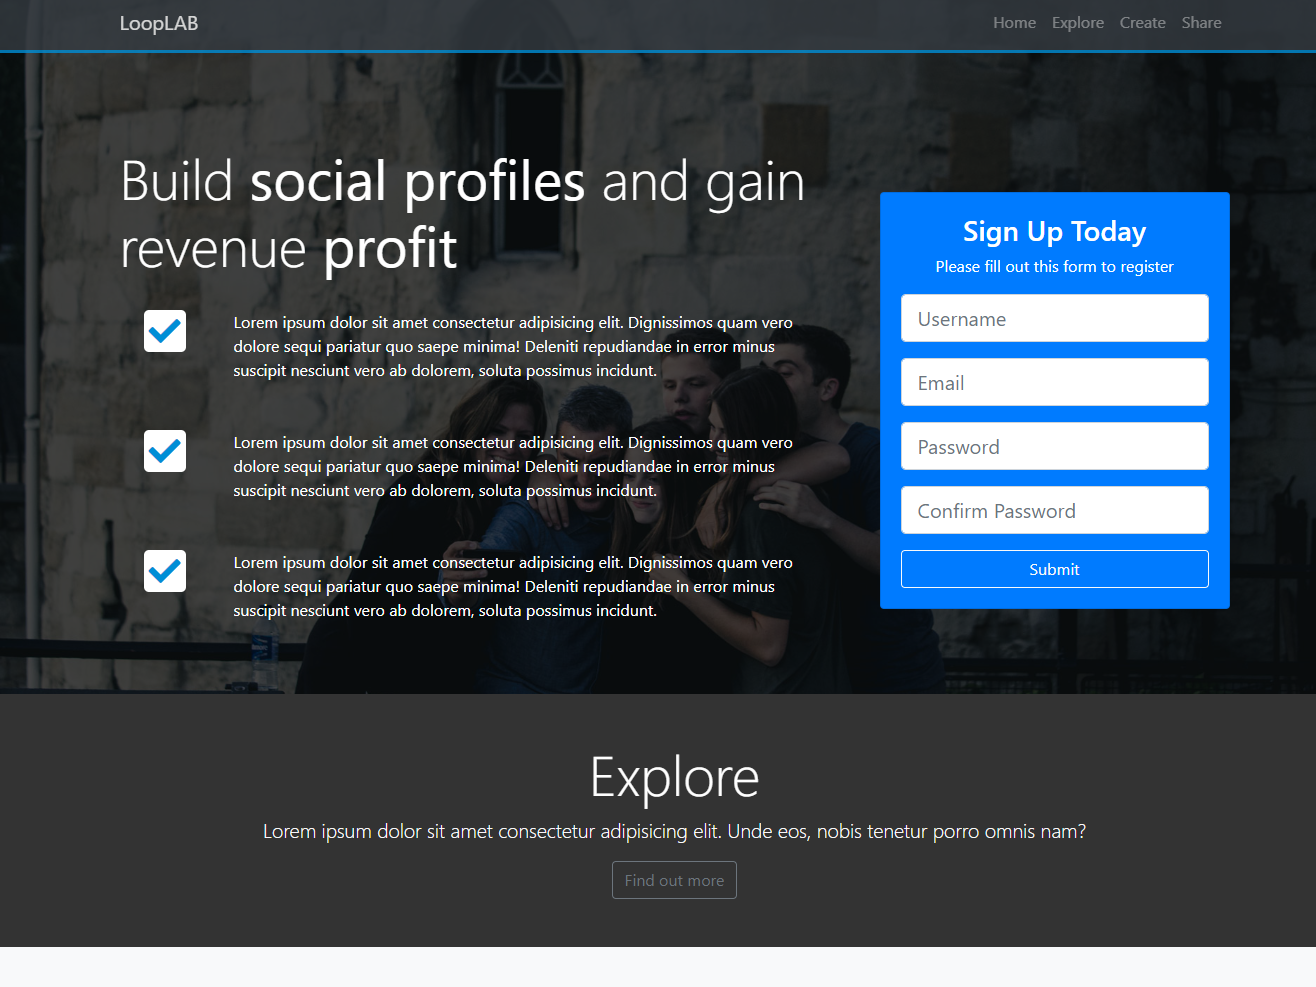 LoopLAB
Home Explore Create Share
Build social profiles and gain
revenue profit
Lorem ipsum dolor sit amet consectetur adipisicing elit. Dignissimos quam vero
dolore sequi pariatur quo saepe minima! Deleniti repudiandae in error minus
suscipit nesciunt vero ab dolorem, soluta possimus incidunt.
Lorem ipsum dolor sit amet consectetur adipisicing elit. Dignissimos quam vero
dolore sequi pariatur quo saepe minima! Deleniti repudiandae in error minus
suscipit nesciunt vero ab dolorem, soluta possimus incidunt.
Lorem ipsum dolor sit amet consectetur adipisicing elit. Dignissimos quam vero
dolore sequi pariatur quo saepe minima! Deleniti repudiandae in error minus
suscipit nesciunt vero ab dolorem, soluta possimus incidunt.
Sign Up Today
Please fill out this form to register
Username
Email
Password
Confirm Password
Submit
Explore
Lorem ipsum dolor sit amet consectetur adipisicing elit. Unde eos, nobis tenetur porro omnis nam?
Find out more